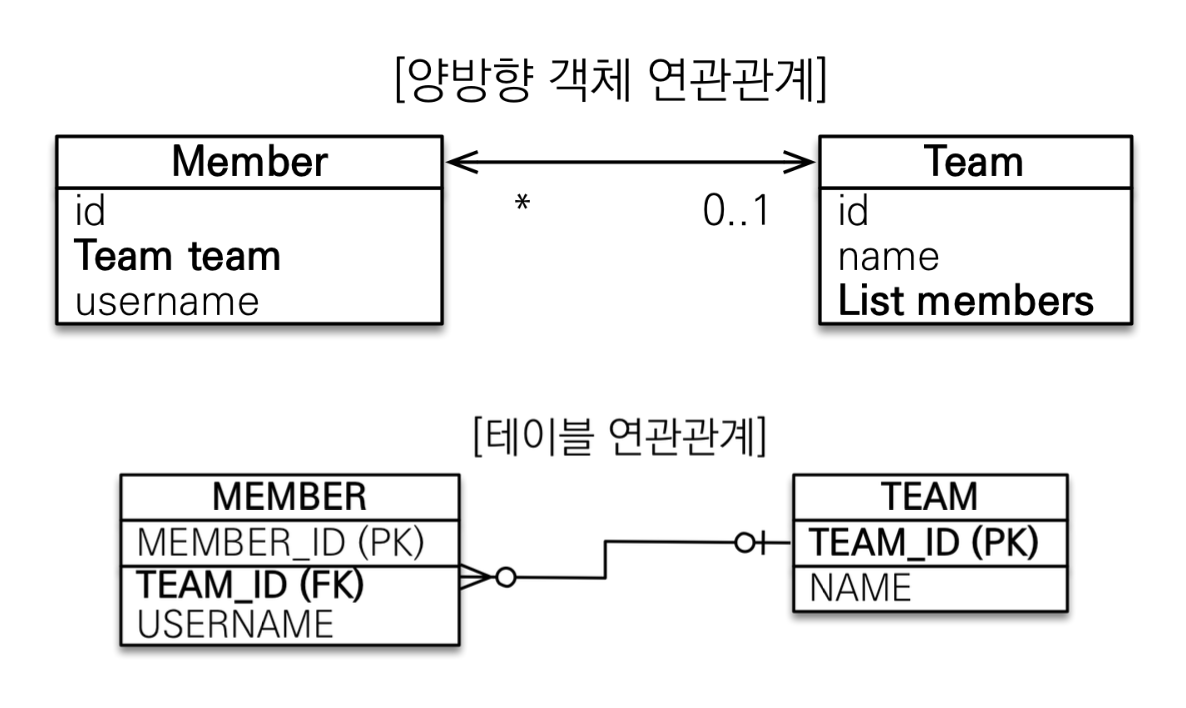 [양방향 객체 연관관계]
Member
id
Team team
username
*
0..1
Team
id
name
List members
[테이블 연관관계]
MEMBER
MEMBER_ID (PK)
TEAM_ID (FK)
USERNAME
TEAM
TEAM_ID (PK)
NAME